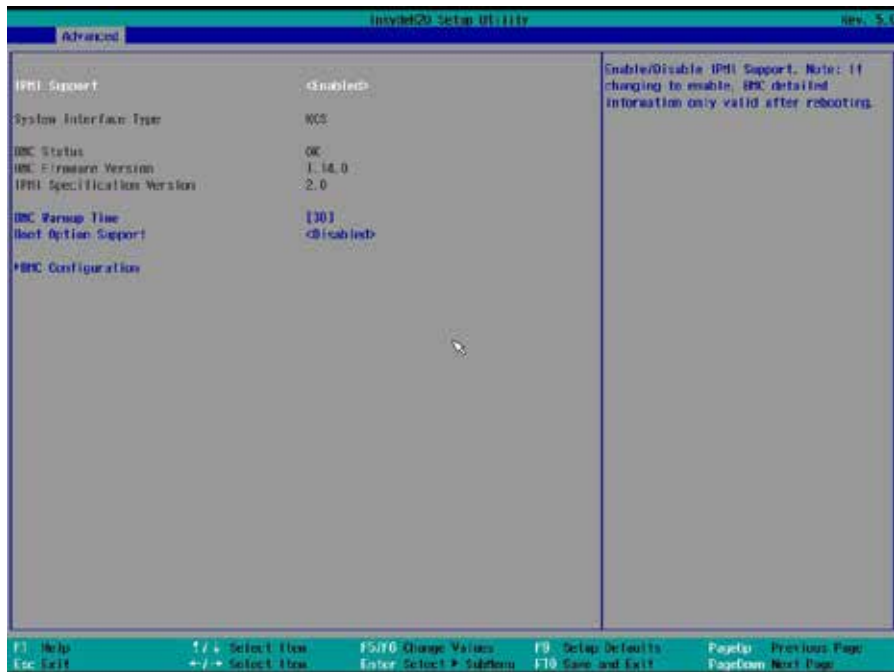 InsydeH20 Setup Utility Rev. 5.0
Advanced
IPMI Support <Enabled>
System Interface Type KCS
BMC Status OK
BMC Firmware Version 1.14.0
IPMI Specification Version 2.0
BMC Warmup Time [30]
Boot Option Support <Disabled>
▶BMC Configuration
Enable/Disable IPMI Support. Note: If
changing to enable, BMC detailed
information only valid after rebooting.
F1 Help ↑/↓ Select Item F5/F6 Change Values F9 Setup Defaults PageUp Previous Page
Esc Exit ←/→ Select Item Enter Select ▶ SubMenu F10 Save and Exit PageDown Next Page